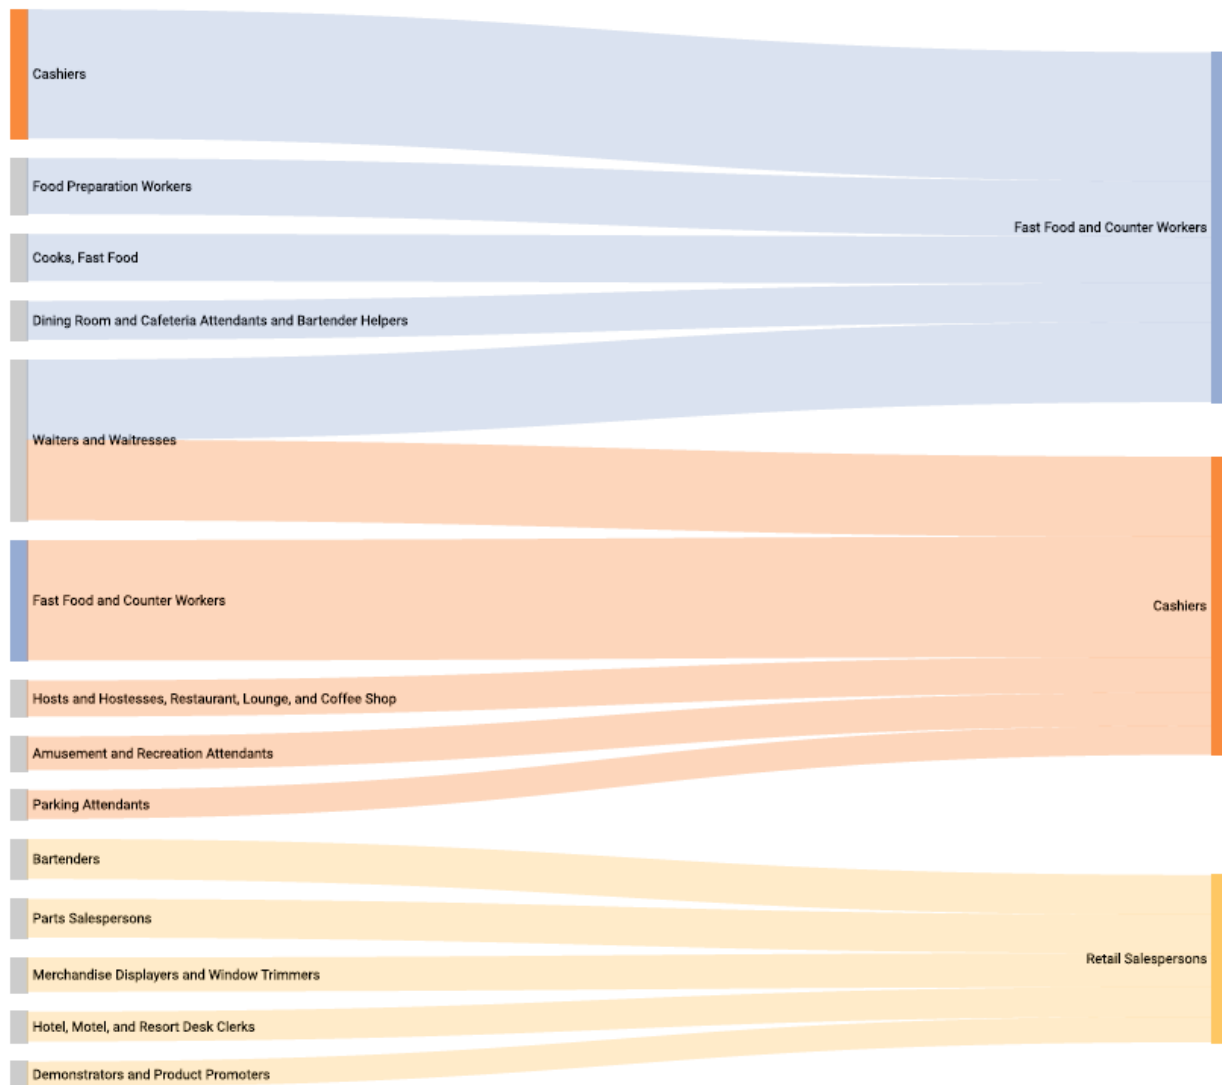 Cashiers
Food Preparation Workers
Fast Food and Counter Workers
Cooks, Fast Food
Dining Room and Cafeteria Attendants and Bartender Helpers
Waiters and Waitresses
Fast Food and Counter Workers
Cashiers
Hosts and Hostesses, Restaurant, Lounge, and Coffee Shop
Amusement and Recreation Attendants
Parking Attendants
Bartenders
Parts Salespersons
Retail Salespersons
Merchandise Displayers and Window Trimmers
Hotel, Motel, and Resort Desk Clerks
Demonstrators and Product Promoters